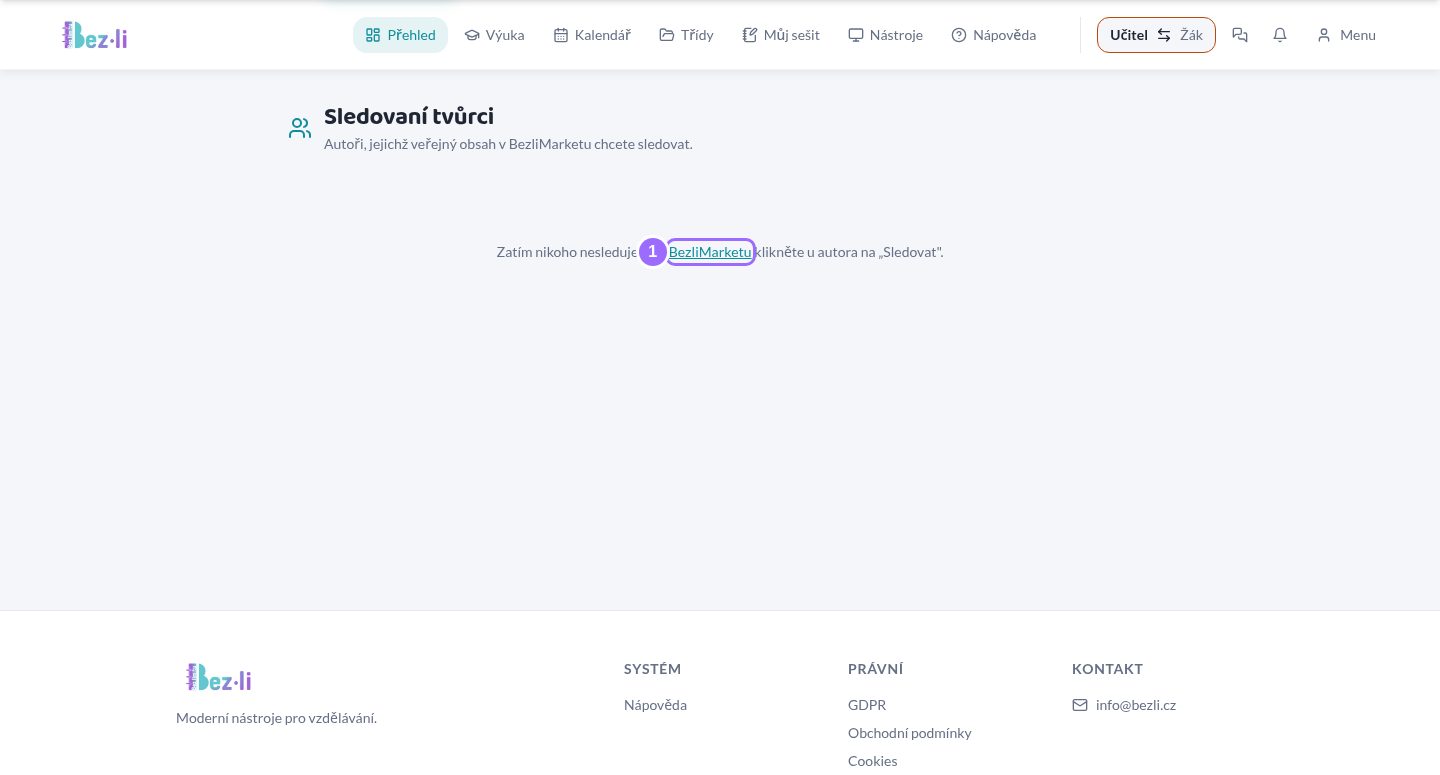 Bez·li
Přehled
Výuka
Kalendář
Třídy
Můj sešit
Nástroje
Nápověda
Učitel
Žák
Menu
Sledovaní tvůrci
Autoři, jejichž veřejný obsah v BezliMarketu chcete sledovat.
Zatím nikoho nesleduje 1 BezliMarketu klikněte u autora na „Sledovat".
Bez·li
Moderní nástroje pro vzdělávání.
SYSTÉM
Nápověda
PRÁVNÍ
GDPR
Obchodní podmínky
Cookies
KONTAKT
info@bezli.cz